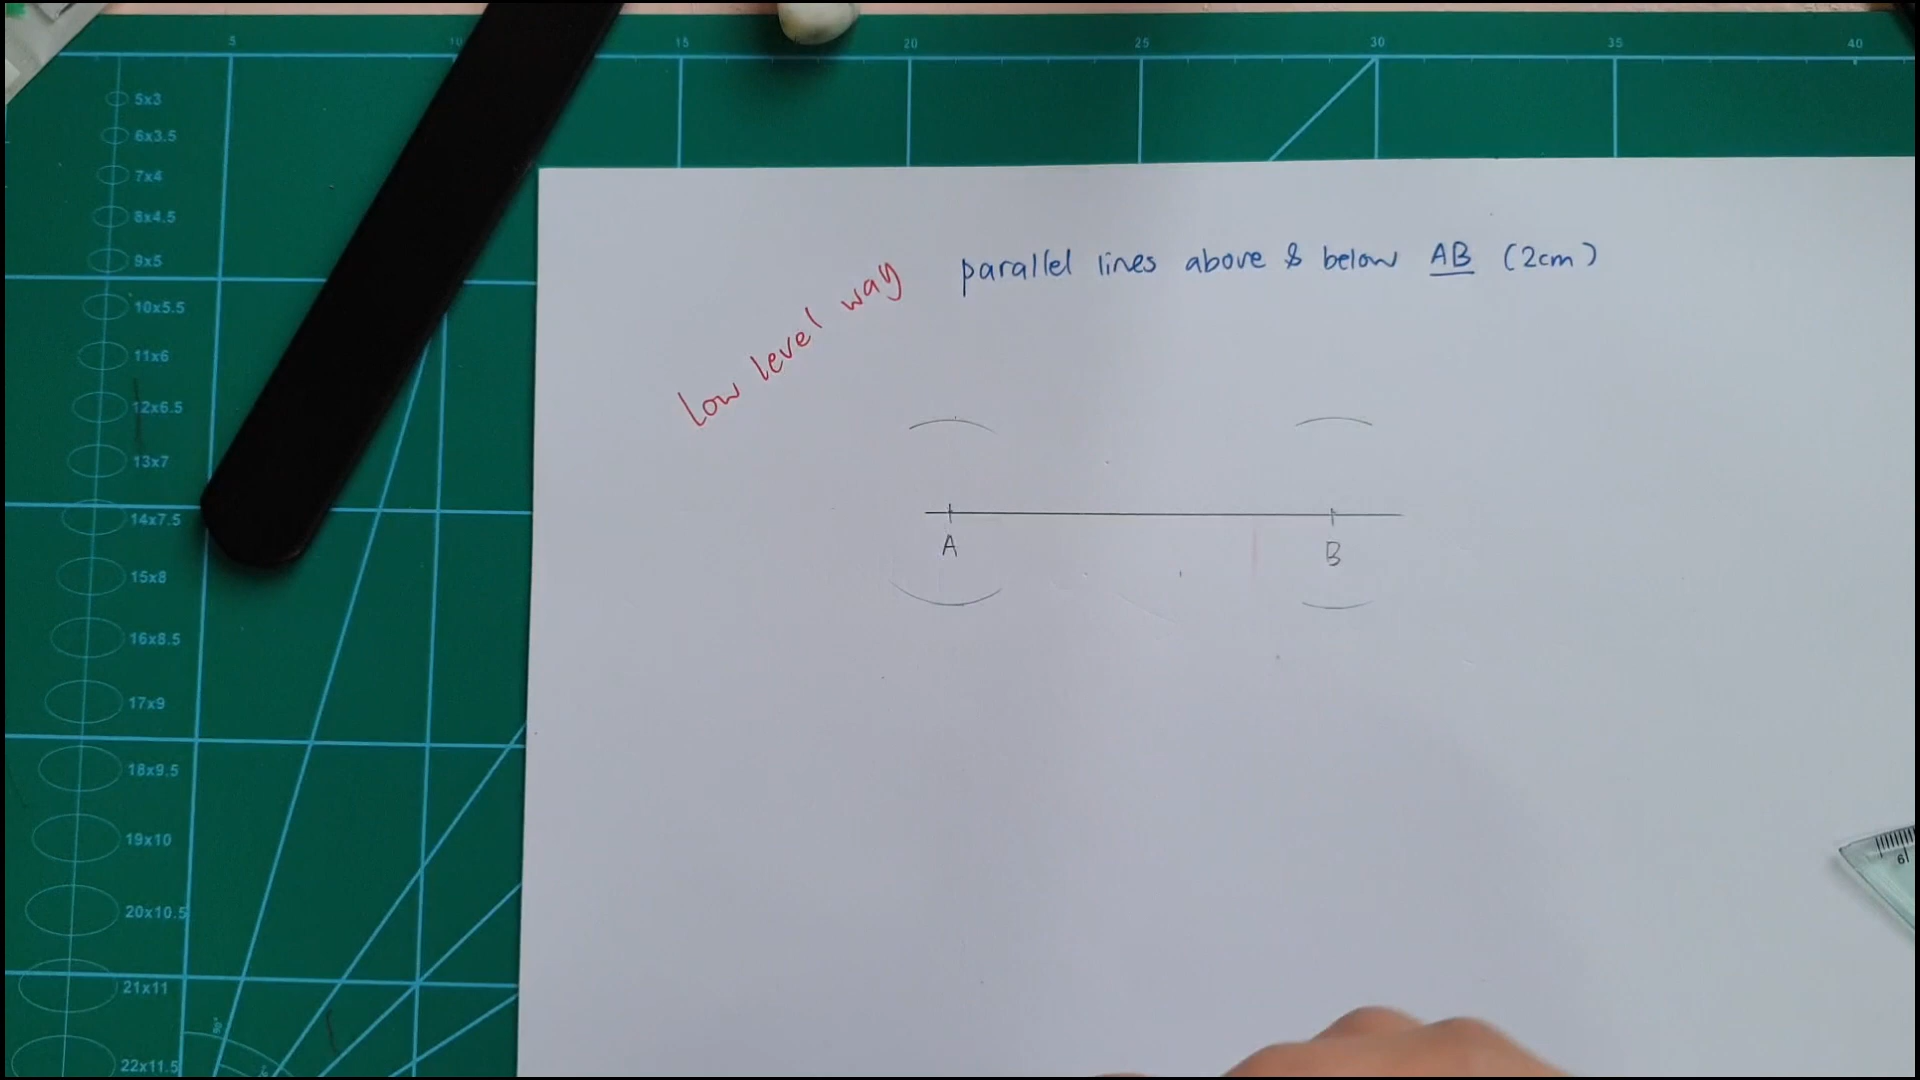 5 10 15 20 25 30 35 40
5x3
6x3.5
7x4
8x4.5
9x5
10x5.5
11x6
12x6.5
13x7
14x7.5
15x8
16x8.5
17x9
18x9.5
19x10
20x10.5
21x11
22x11.5
parallel lines above & below AB (2cm)
Low level way
A B
6